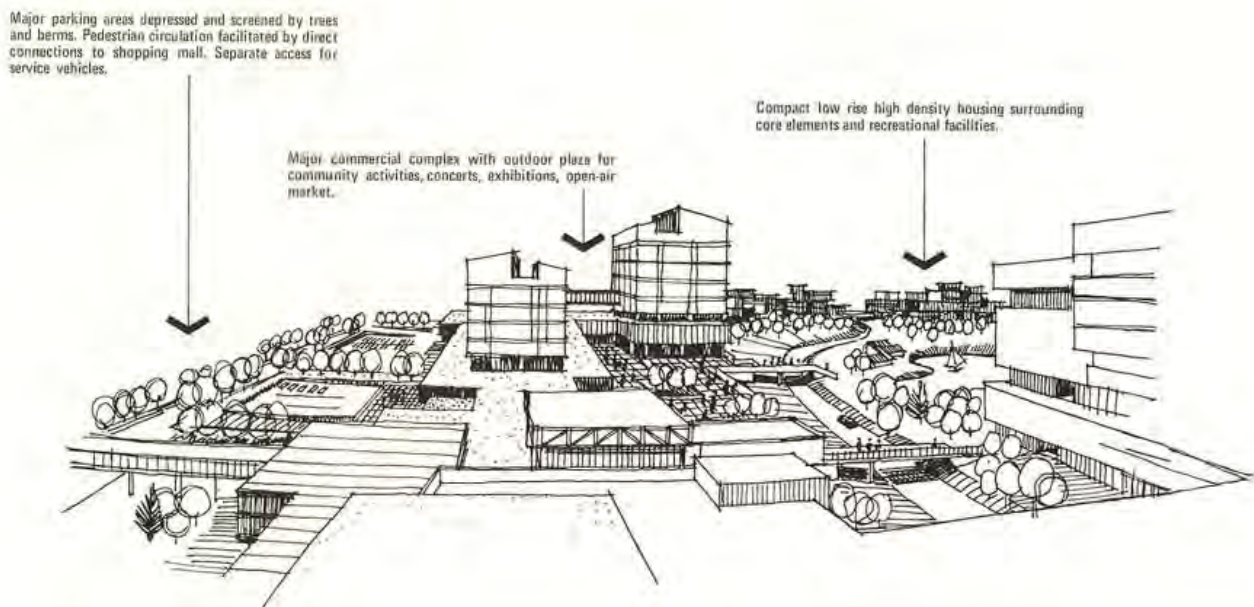 Major parking areas depressed and screened by trees
and berms. Pedestrian circulation facilitated by direct
connections to shopping mall. Separate access for
service vehicles.
Major commercial complex with outdoor plaza for
community activities, concerts, exhibitions, open-air
market.
Compact low rise high density housing surrounding
core elements and recreational facilities.